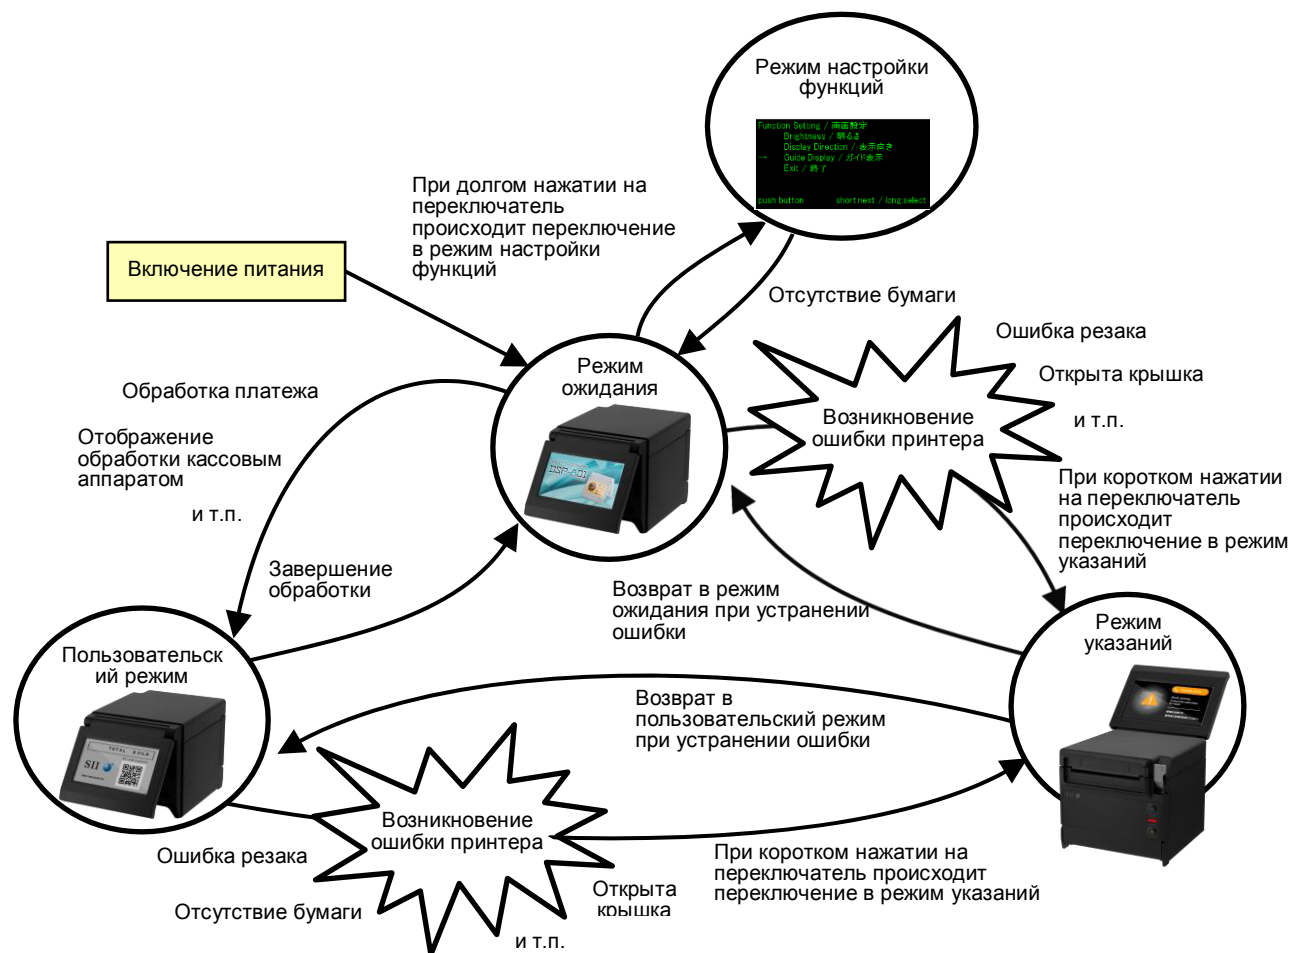 Режим настройки
функций
Function Setting / 画面設定
Brightness / 明るさ
Display Direction / 表示向き
→ Guide Display / ガイド表示
Exit / 終了
push button short:next / long:select
При долгом нажатии на
переключатель
происходит переключение
в режим настройки
функций
Включение питания
Отсутствие бумаги
Ошибка резака
Открыта крышка
и т.п.
Режим
ожидания
DSP-A01
Возникновение
ошибки принтера
Обработка платежа
Отображение
обработки кассовым
аппаратом
и т.п.
При коротком нажатии
на переключатель
происходит
переключение в режим
указаний
Завершение
обработки
Возврат в режим
ожидания при устранении
ошибки
Режим
указаний
Пользовательск
ий режим
TOTAL
SII
Возврат в
пользовательский режим
при устранении ошибки
SII
Возникновение
ошибки принтера
Ошибка резака
Отсутствие бумаги
Открыта
крышка
и т.п.
При коротком нажатии на
переключатель происходит
переключение в режим указаний